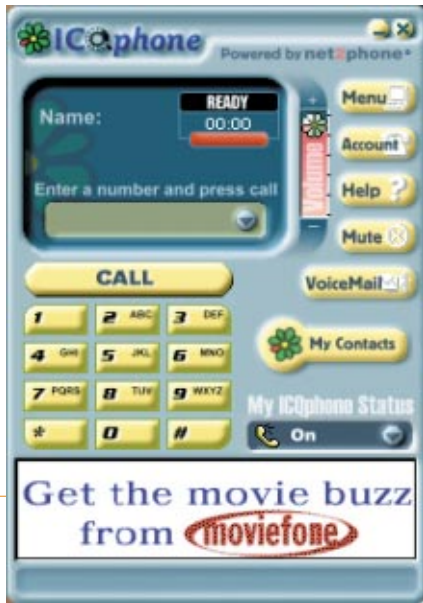 ICQphone
Powered by net2phone
READY
Name:
00:00
Enter a number and press call
+
Volume
-
Menu
Account
Help ?
Mute
VoiceMail
CALL
1
2 ABC
3 DEF
4 GHI
5 JKL
6 MNO
7 PQRS
8 TUV
9 WXYZ
*
0
#
My Contacts
My ICQphone Status
On
Get the movie buzz
from moviefone